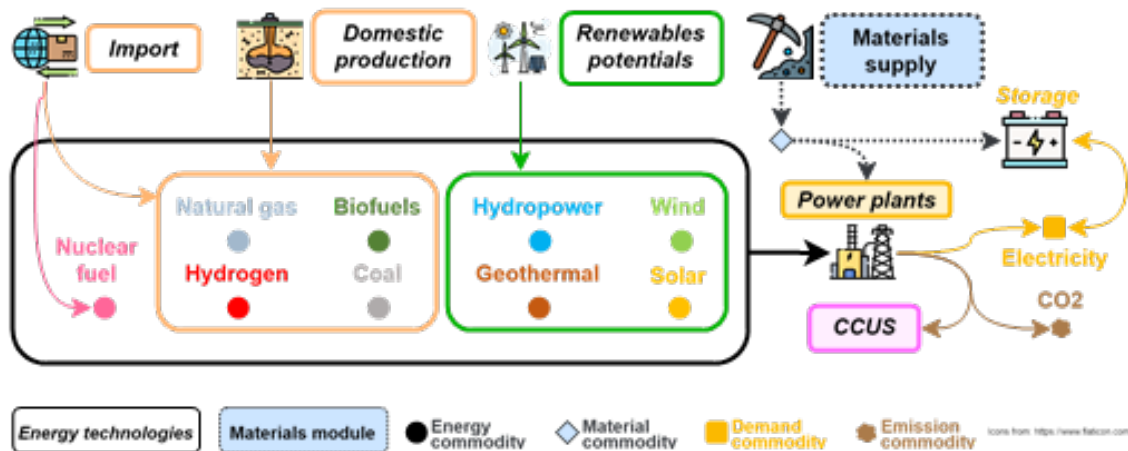 Import
Domestic
production
Renewables
potentials
Materials
supply
Storage
Natural gas
Biofuels
Hydropower
Wind
Power plants
Nuclear
fuel
Hydrogen
Coal
Geothermal
Solar
Electricity
CCUS
CO2
Energy technologies
Materials module
Energy
commodity
Material
commodity
Demand
commodity
Emission
commodity
Icons from: https://www.flaticon.com